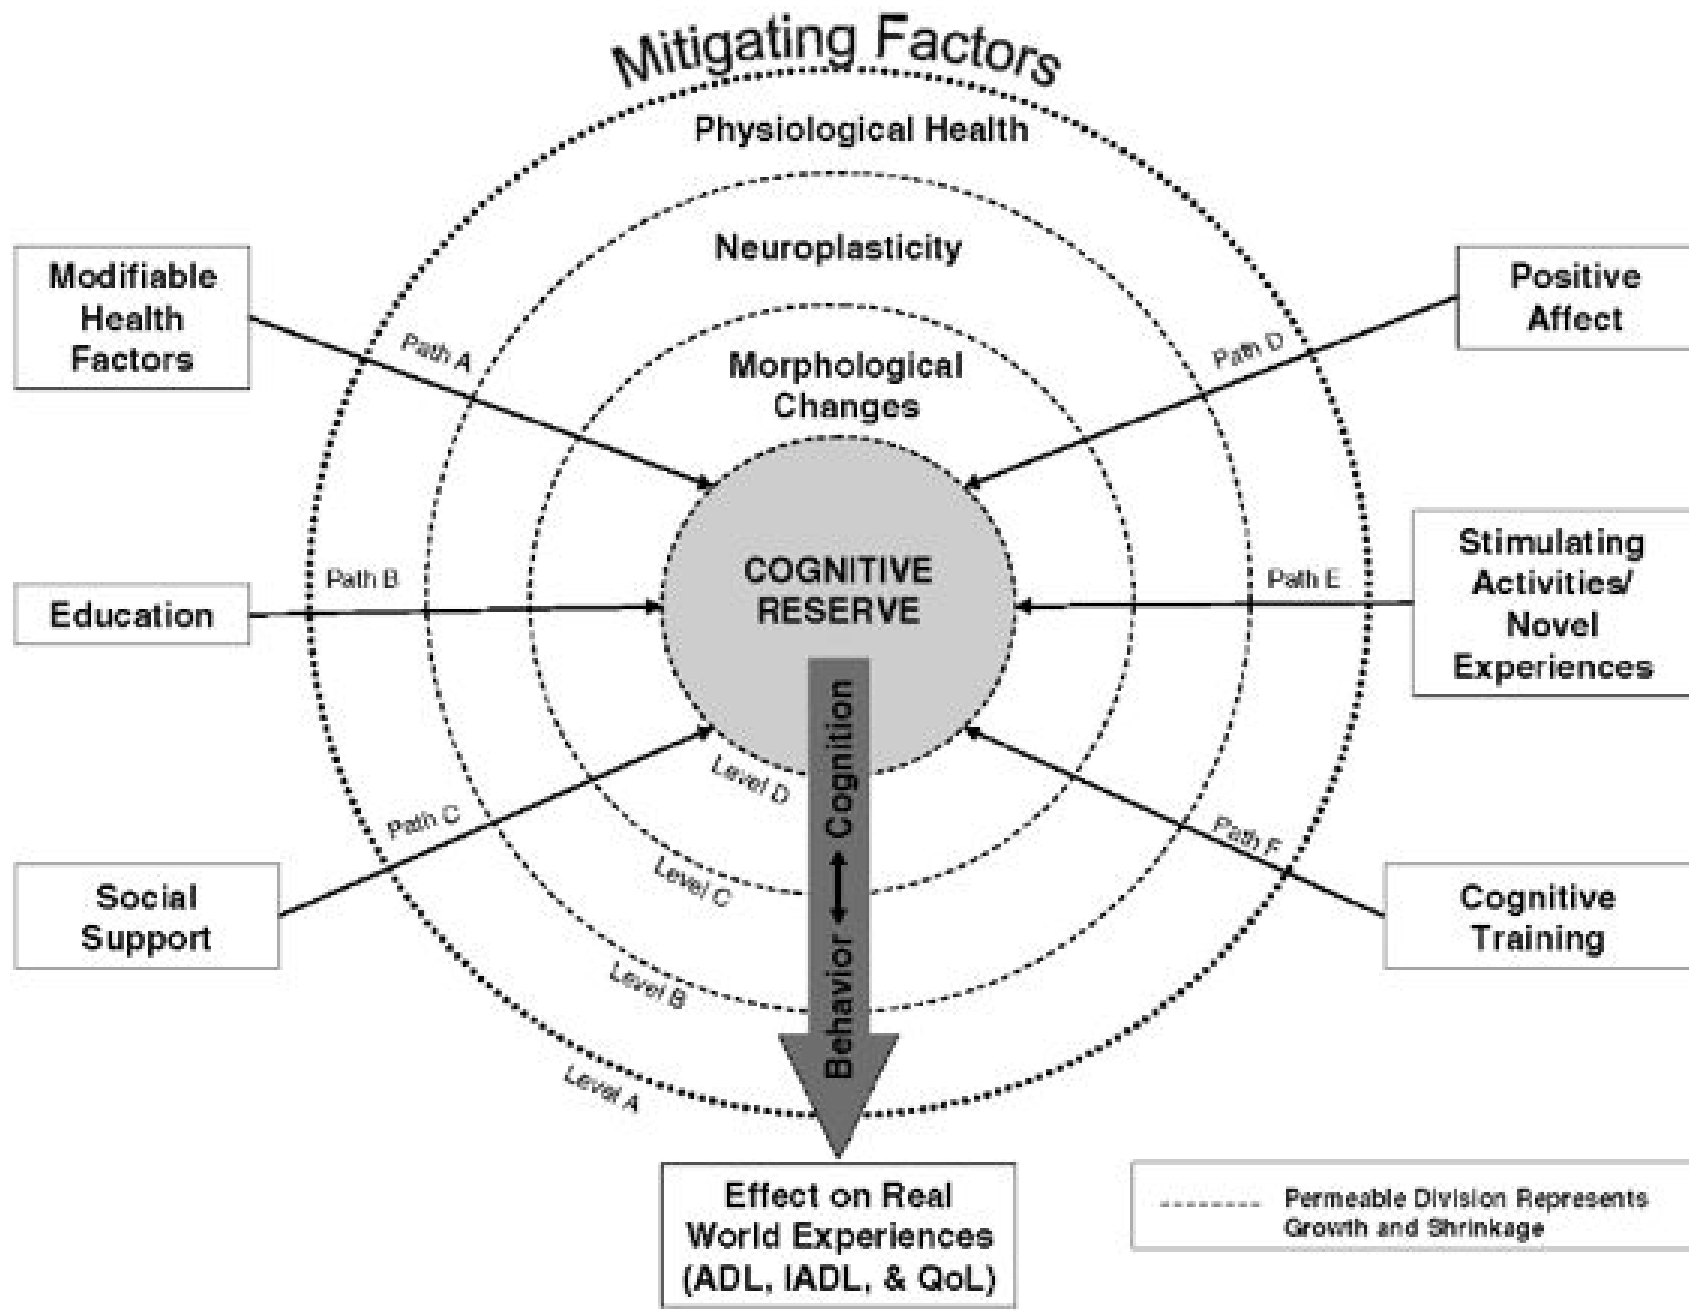 Mitigating Factors
Physiological Health
Neuroplasticity
Morphological
Changes
COGNITIVE
RESERVE
Modifiable
Health
Factors
Path A
Education
Path B
Social
Support
Path C
Positive
Affect
Path D
Stimulating
Activities/
Novel
Experiences
Path E
Cognitive
Training
Path F
Level D
Level C
Level B
Level A
Behavior ↔ Cognition
Effect on Real
World Experiences
(ADL, IADL, & QoL)
Permeable Division Represents
Growth and Shrinkage